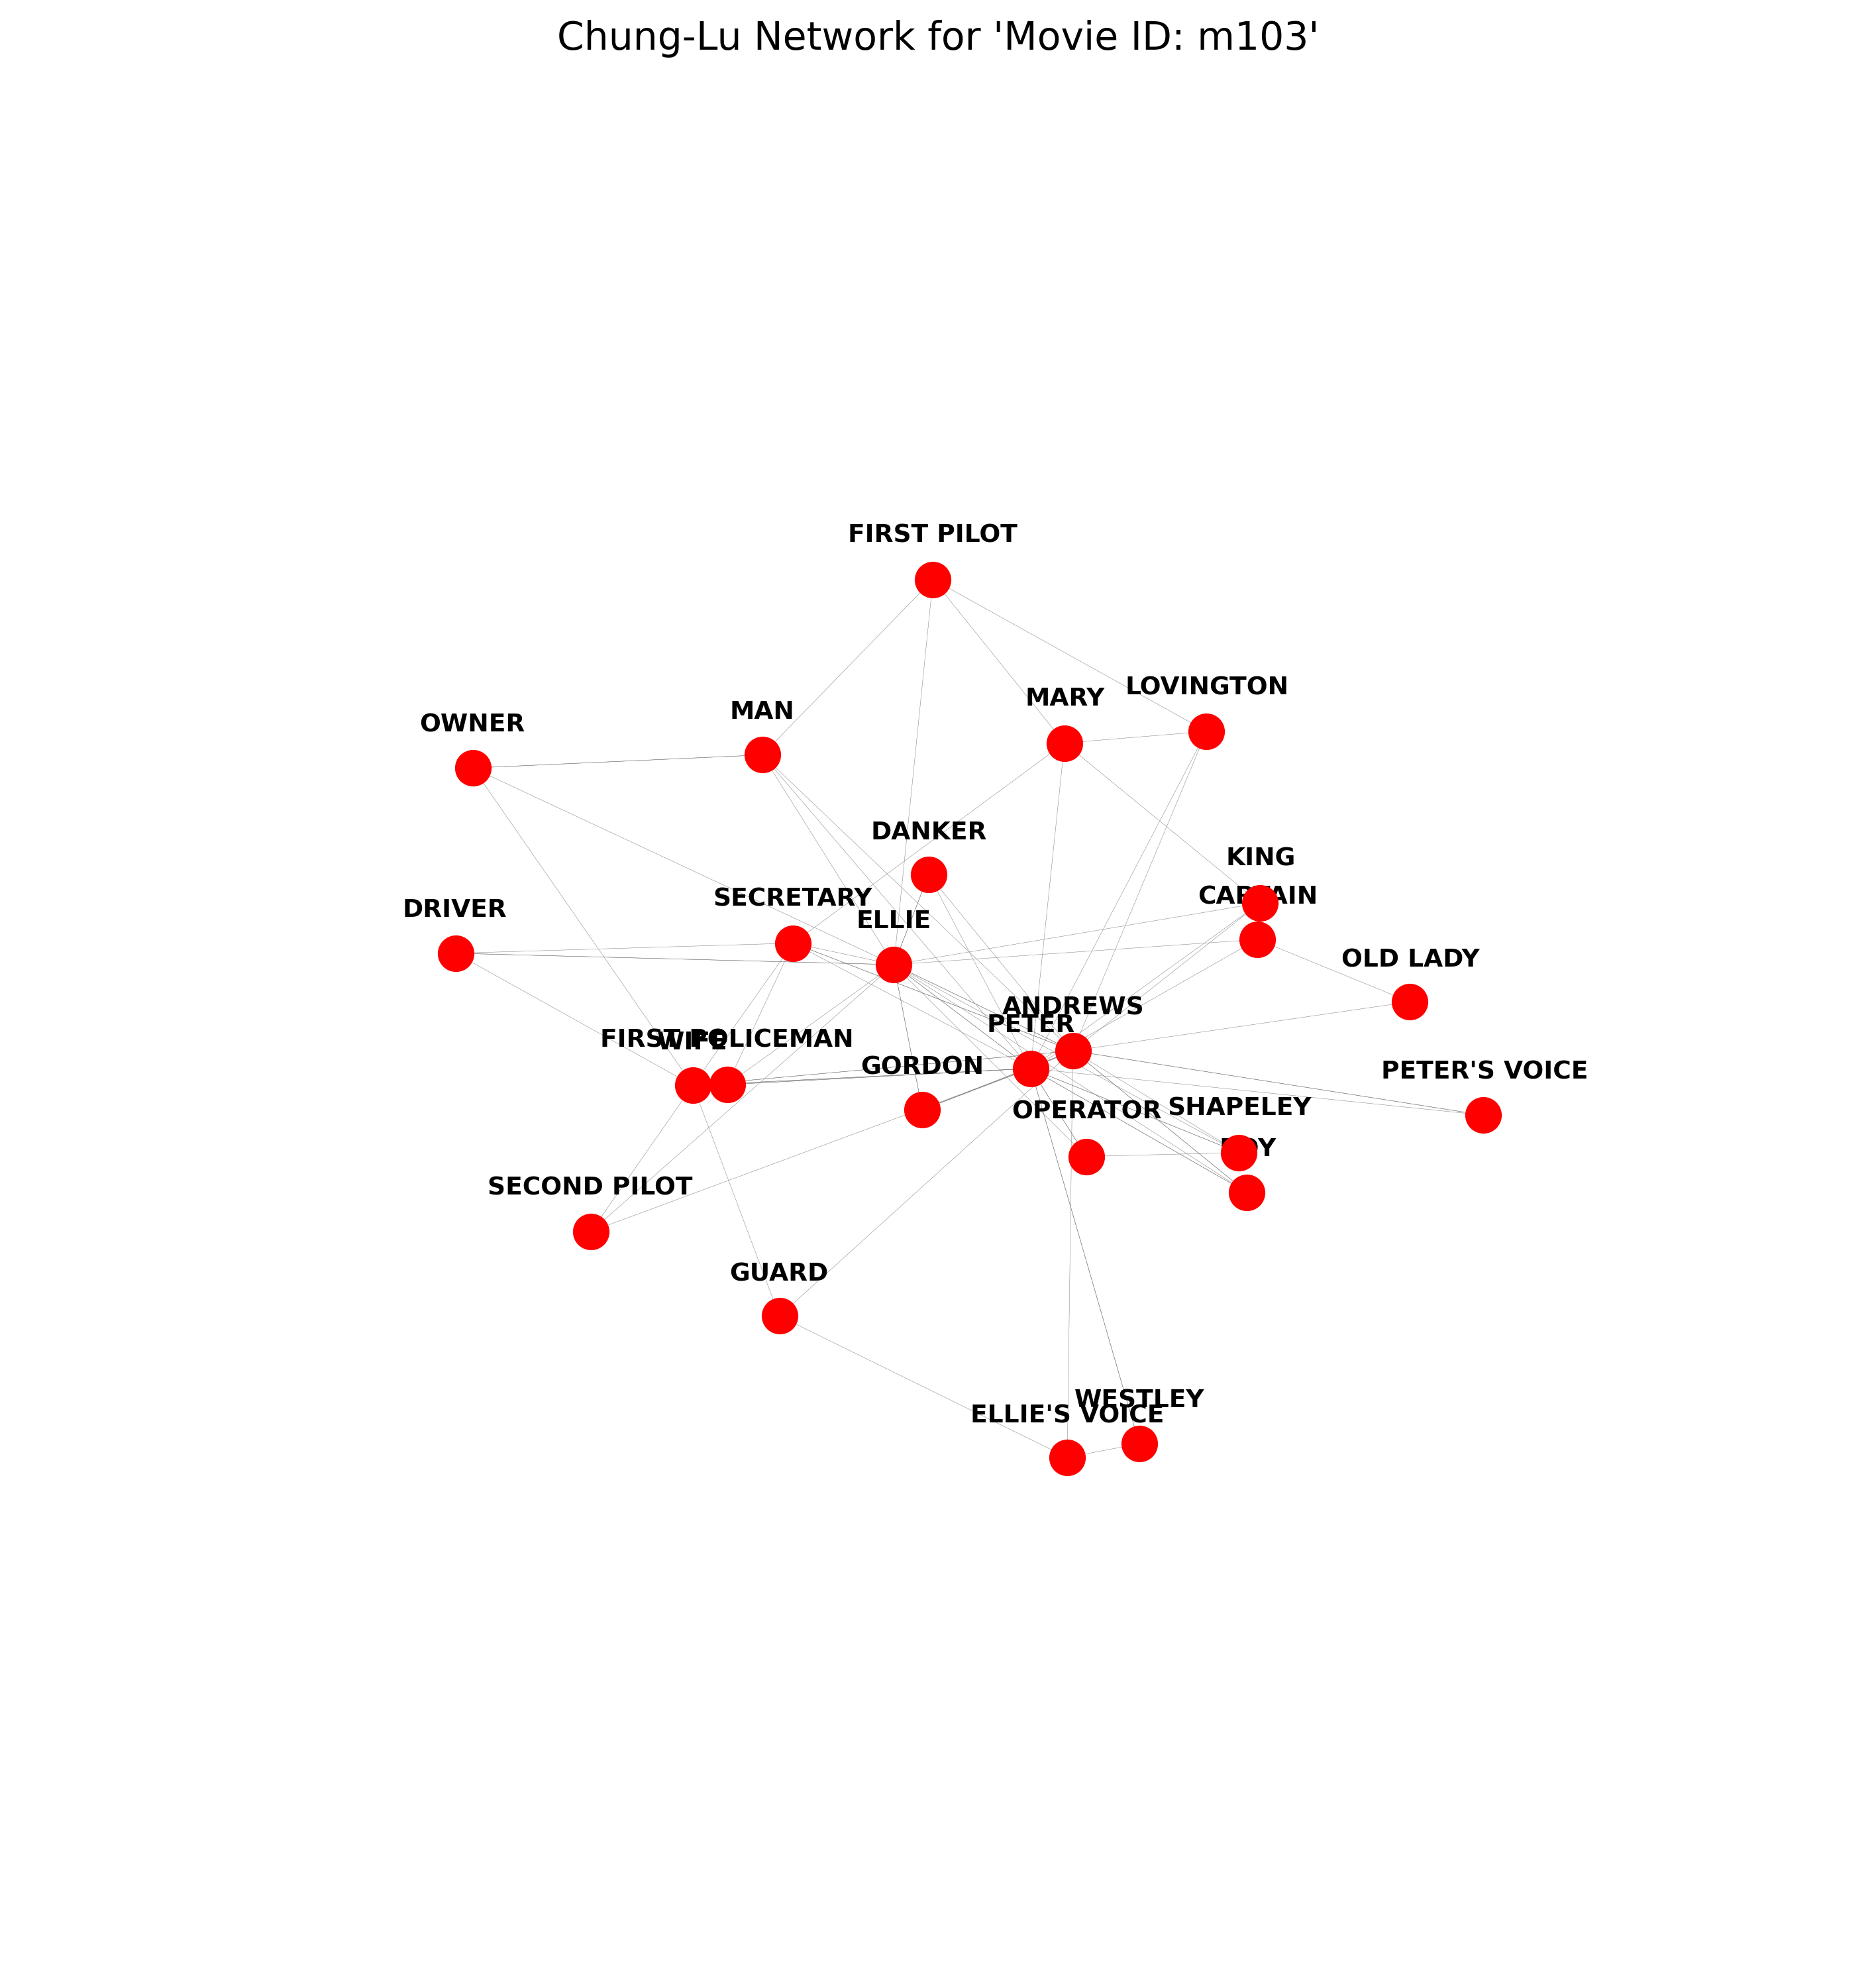 Chung-Lu Network for 'Movie ID: m103'
FIRST PILOT
LOVINGTON
MARY
MAN
OWNER
DANKER
KING
CAPTAIN
SECRETARY
DRIVER
ELLIE
OLD LADY
ANDREWS
PETER
FIRST POLICEMAN
WIFE
GORDON
PETER'S VOICE
OPERATOR
SHAPELEY
SECOND PILOT
GUARD
WESTLEY
ELLIE'S VOICE